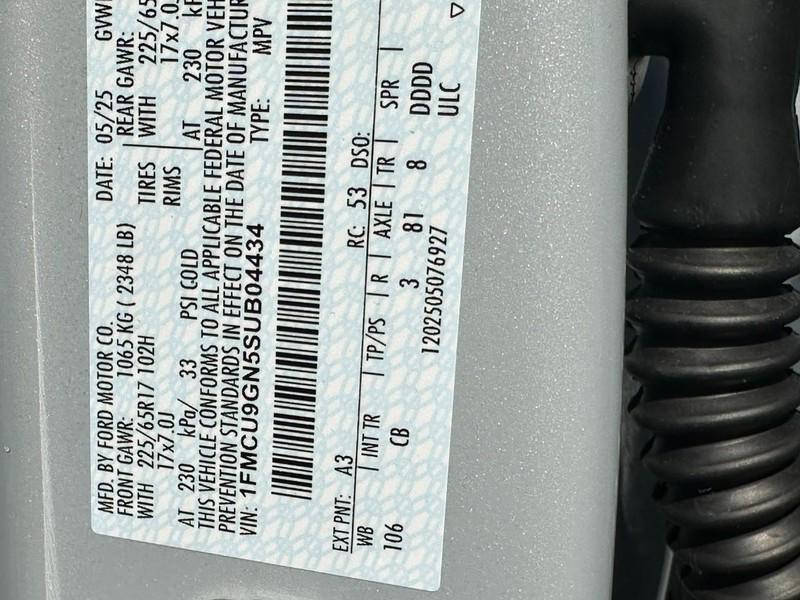 MFD. BY FORD MOTOR CO.
DATE: 05/25
FRONT GAWR: 1065 KG ( 2348 LB)
REAR GAWR:
WITH 225/65R17 102H
TIRES WITH 225/65
17x7.0J
RIMS 17x7.0J
AT 230 kPa/ 33 PSI COLD
AT 230
THIS VEHICLE CONFORMS TO ALL APPLICABLE FEDERAL MOTOR VEH
PREVENTION STANDARDS IN EFFECT ON THE DATE OF MANUFACTUR
VIN: 1FMCU9GN5SUB04434
TYPE: MPV
EXT PNT: A3 RC: 53 DSO:
WB INT TR TP/PS R AXLE TR SPR
106 CB 3 81 8 DDDD
ULC
1202505076927